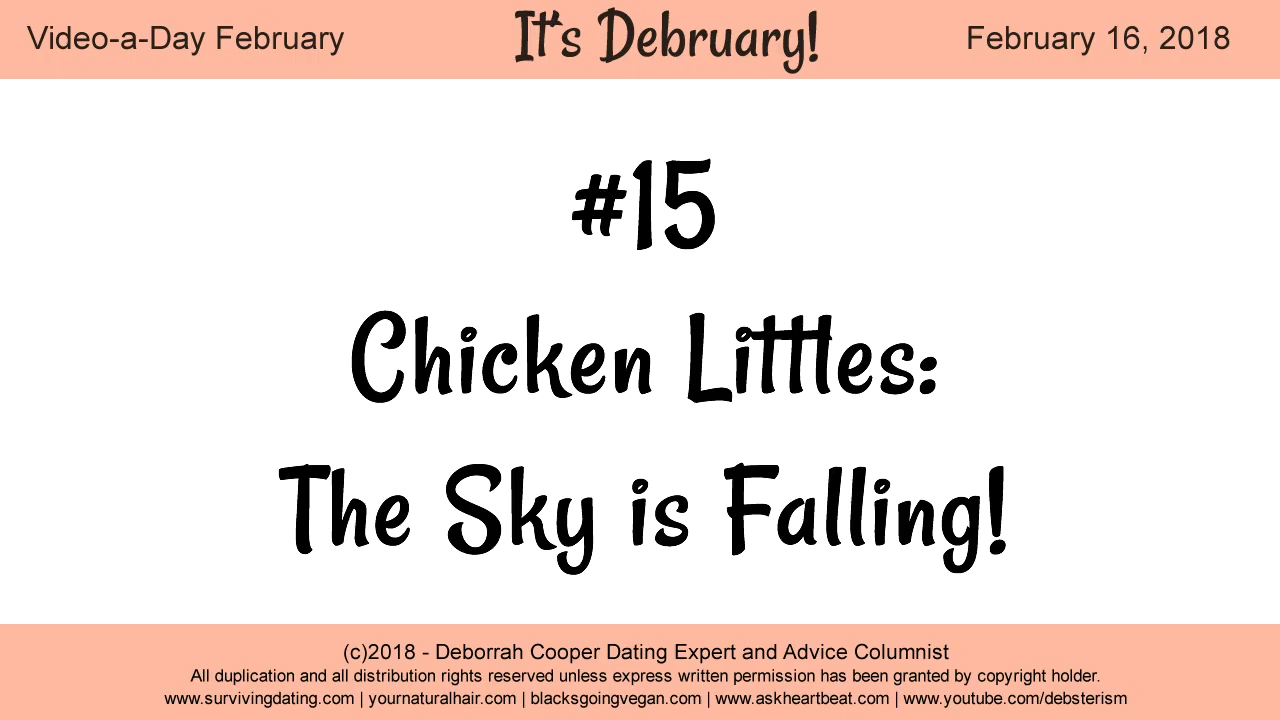 Video-a-Day February
It's Debruary!
February 16, 2018
#15
Chicken Littles:
The Sky is Falling!
(c)2018 - Deborrah Cooper Dating Expert and Advice Columnist
All duplication and all distribution rights reserved unless express written permission has been granted by copyright holder.
www.survivingdating.com | yournaturalhair.com | blacksgoingvegan.com | www.askheartbeat.com | www.youtube.com/debsterism